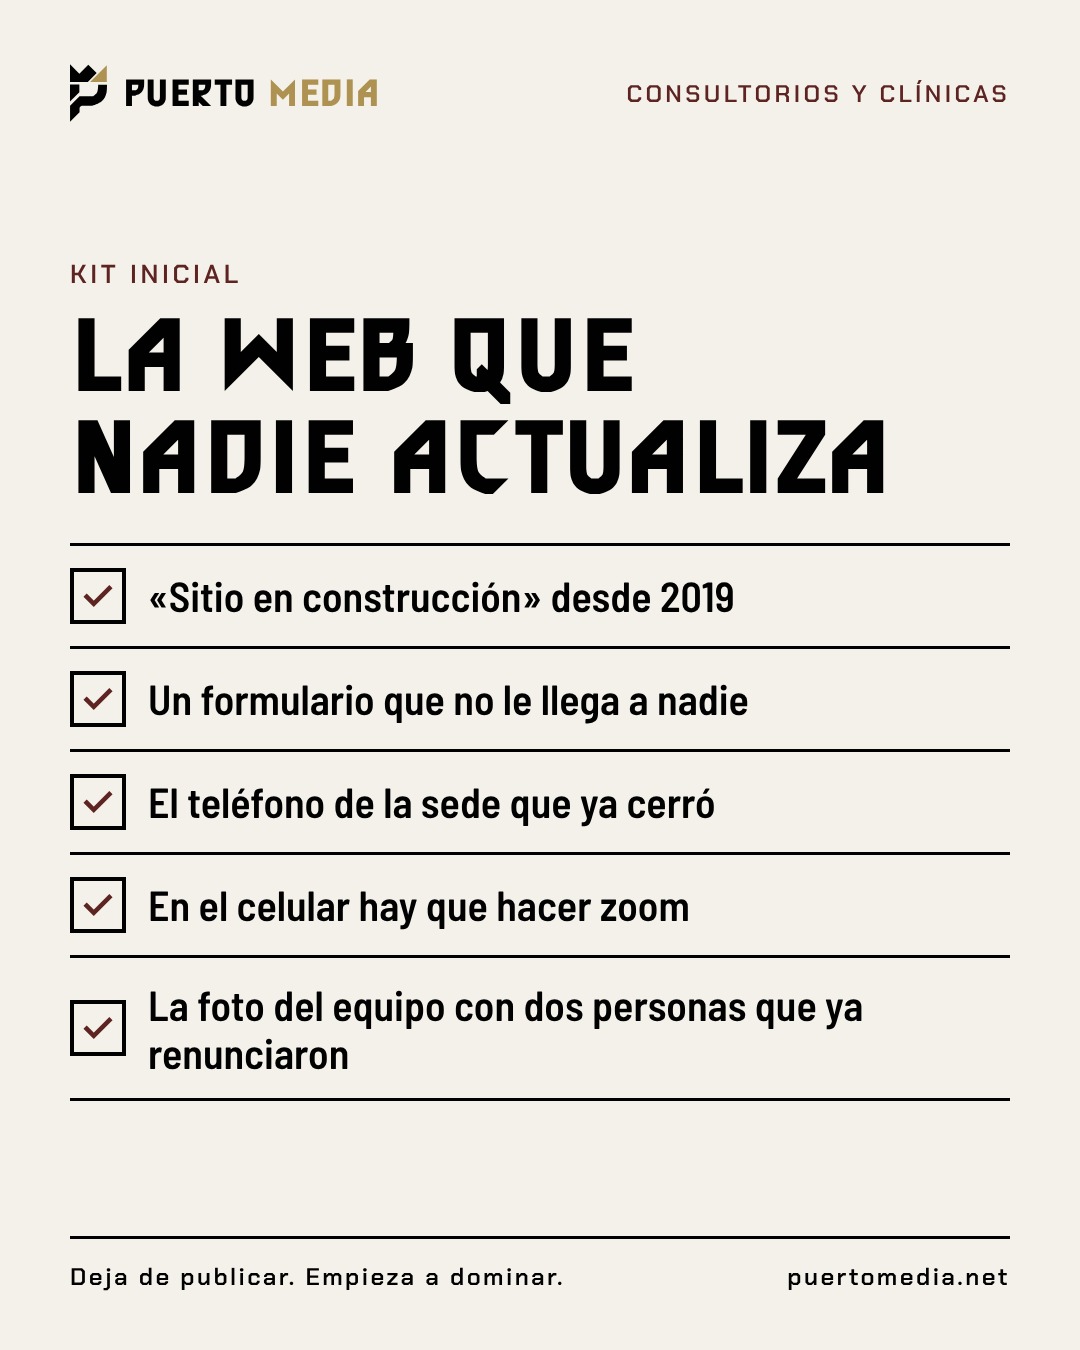 PUERTO MEDIA
CONSULTORIOS Y CLÍNICAS
KIT INICIAL
LA WEB QUE
NADIE ACTUALIZA
«Sitio en construcción» desde 2019
Un formulario que no le llega a nadie
El teléfono de la sede que ya cerró
En el celular hay que hacer zoom
La foto del equipo con dos personas que ya
renunciaron
Deja de publicar. Empieza a dominar.
puertomedia.net